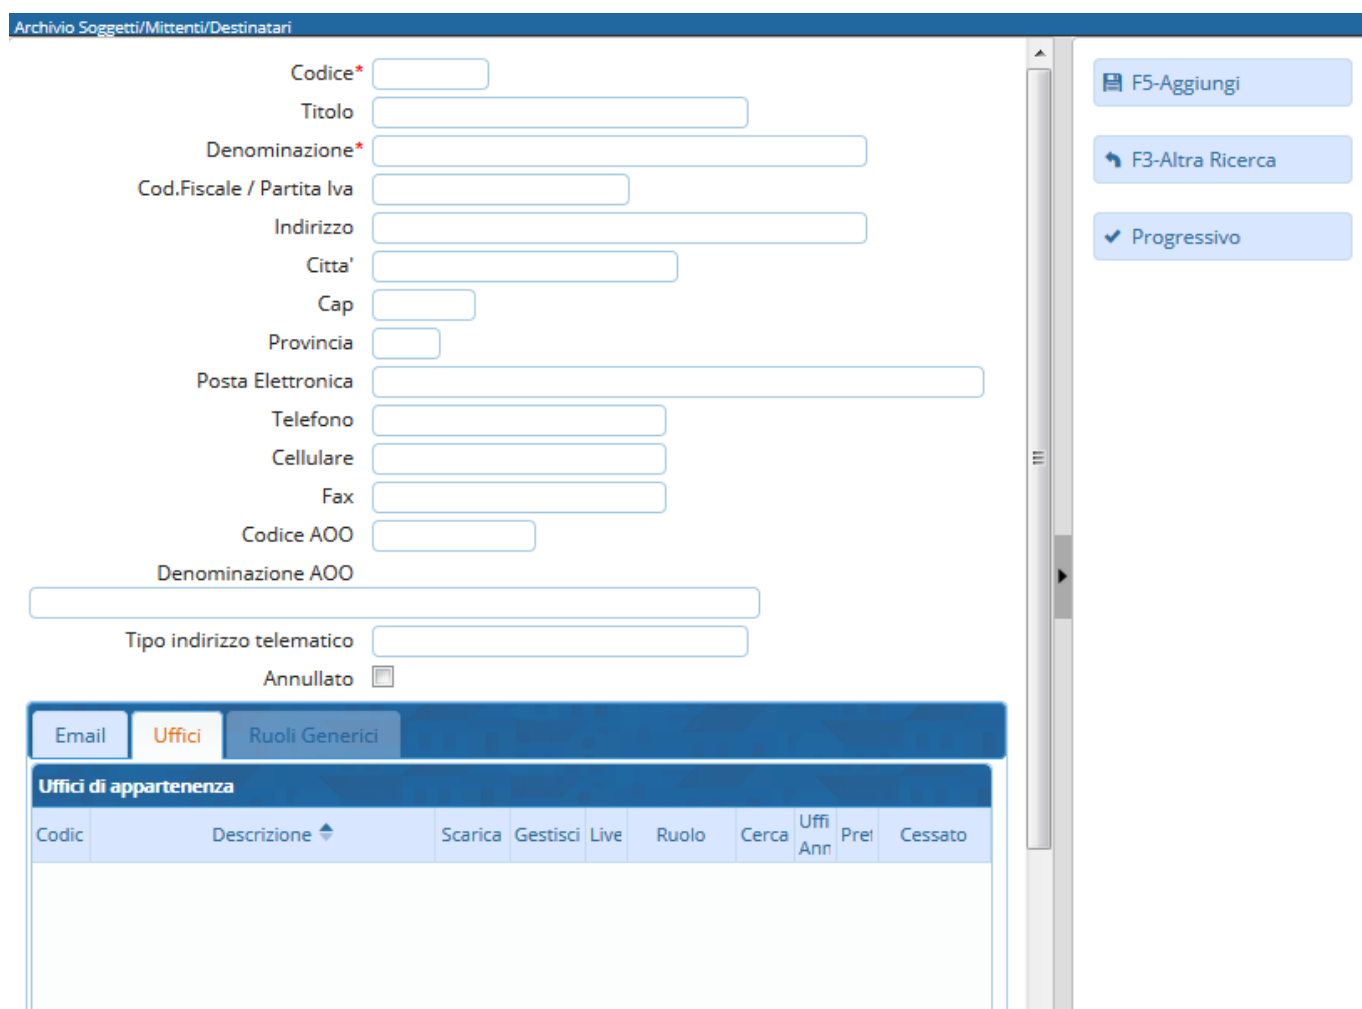 Archivio Soggetti/Mittenti/Destinatari
Codice*
Titolo
Denominazione*
Cod.Fiscale / Partita Iva
Indirizzo
Citta'
Cap
Provincia
Posta Elettronica
Telefono
Cellulare
Fax
Codice AOO
Denominazione AOO
Tipo indirizzo telematico
Annullato
Email Uffici Ruoli Generici
Uffici di appartenenza
Codic Descrizione Scarica Gestisci Live Ruolo Cerca Uffi Ann Pref Cessato
F5-Aggiungi
F3-Altra Ricerca
Progressivo